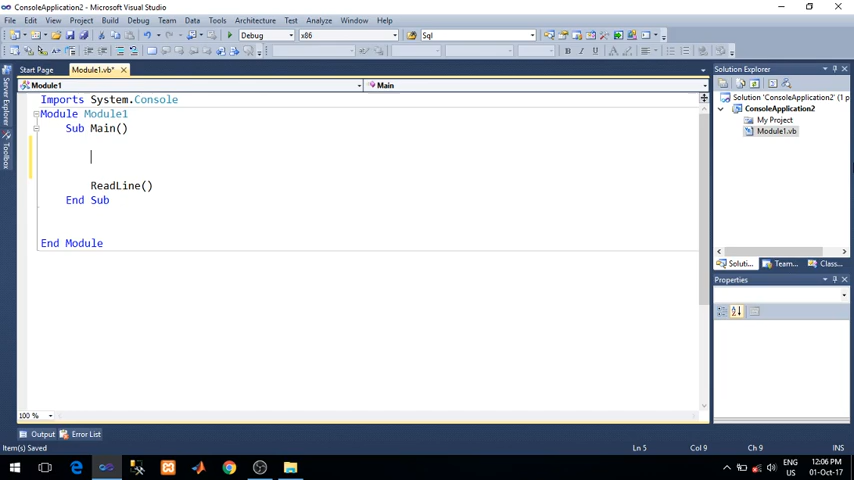 ConsoleApplication2 - Microsoft Visual Studio
File Edit View Project Build Debug Team Data Tools Architecture Test Analyze Window Help
Debug x86 Sql
Start Page Module1.vb*
Module1 Main
Imports System.Console
Module Module1
Sub Main()
ReadLine()
End Sub
End Module
100 %
Server Explorer
Toolbox
Solution Explorer
Solution 'ConsoleApplication2' (1 p
ConsoleApplication2
My Project
Module1.vb
Soluti... Team... Class...
Properties
Output Error List
Item(s) Saved Ln 5 Col 9 Ch 9 INS
ENG
US
12:06 PM
01-Oct-17